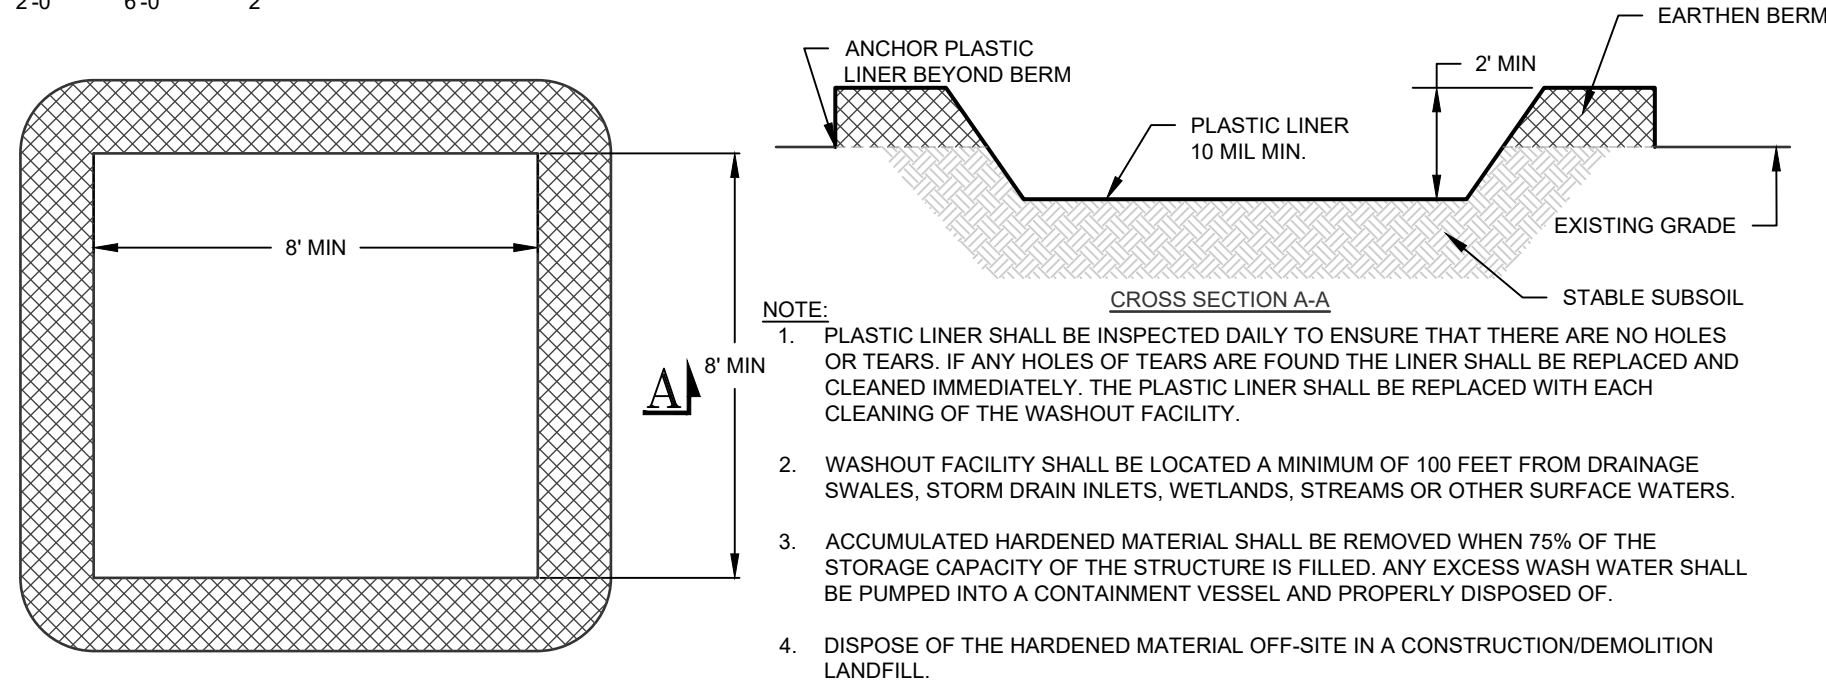 2'-0 6'-0 2
ANCHOR PLASTIC
LINER BEYOND BERM
EARTHEN BERM
2' MIN
PLASTIC LINER
10 MIL MIN.
EXISTING GRADE
STABLE SUBSOIL
CROSS SECTION A-A
8' MIN
8' MIN
A
NOTE:
1. PLASTIC LINER SHALL BE INSPECTED DAILY TO ENSURE THAT THERE ARE NO HOLES
OR TEARS. IF ANY HOLES OF TEARS ARE FOUND THE LINER SHALL BE REPLACED AND
CLEANED IMMEDIATELY. THE PLASTIC LINER SHALL BE REPLACED WITH EACH
CLEANING OF THE WASHOUT FACILITY.
2. WASHOUT FACILITY SHALL BE LOCATED A MINIMUM OF 100 FEET FROM DRAINAGE
SWALES, STORM DRAIN INLETS, WETLANDS, STREAMS OR OTHER SURFACE WATERS.
3. ACCUMULATED HARDENED MATERIAL SHALL BE REMOVED WHEN 75% OF THE
STORAGE CAPACITY OF THE STRUCTURE IS FILLED. ANY EXCESS WASH WATER SHALL
BE PUMPED INTO A CONTAINMENT VESSEL AND PROPERLY DISPOSED OF.
4. DISPOSE OF THE HARDENED MATERIAL OFF-SITE IN A CONSTRUCTION/DEMOLITION
LANDFILL.